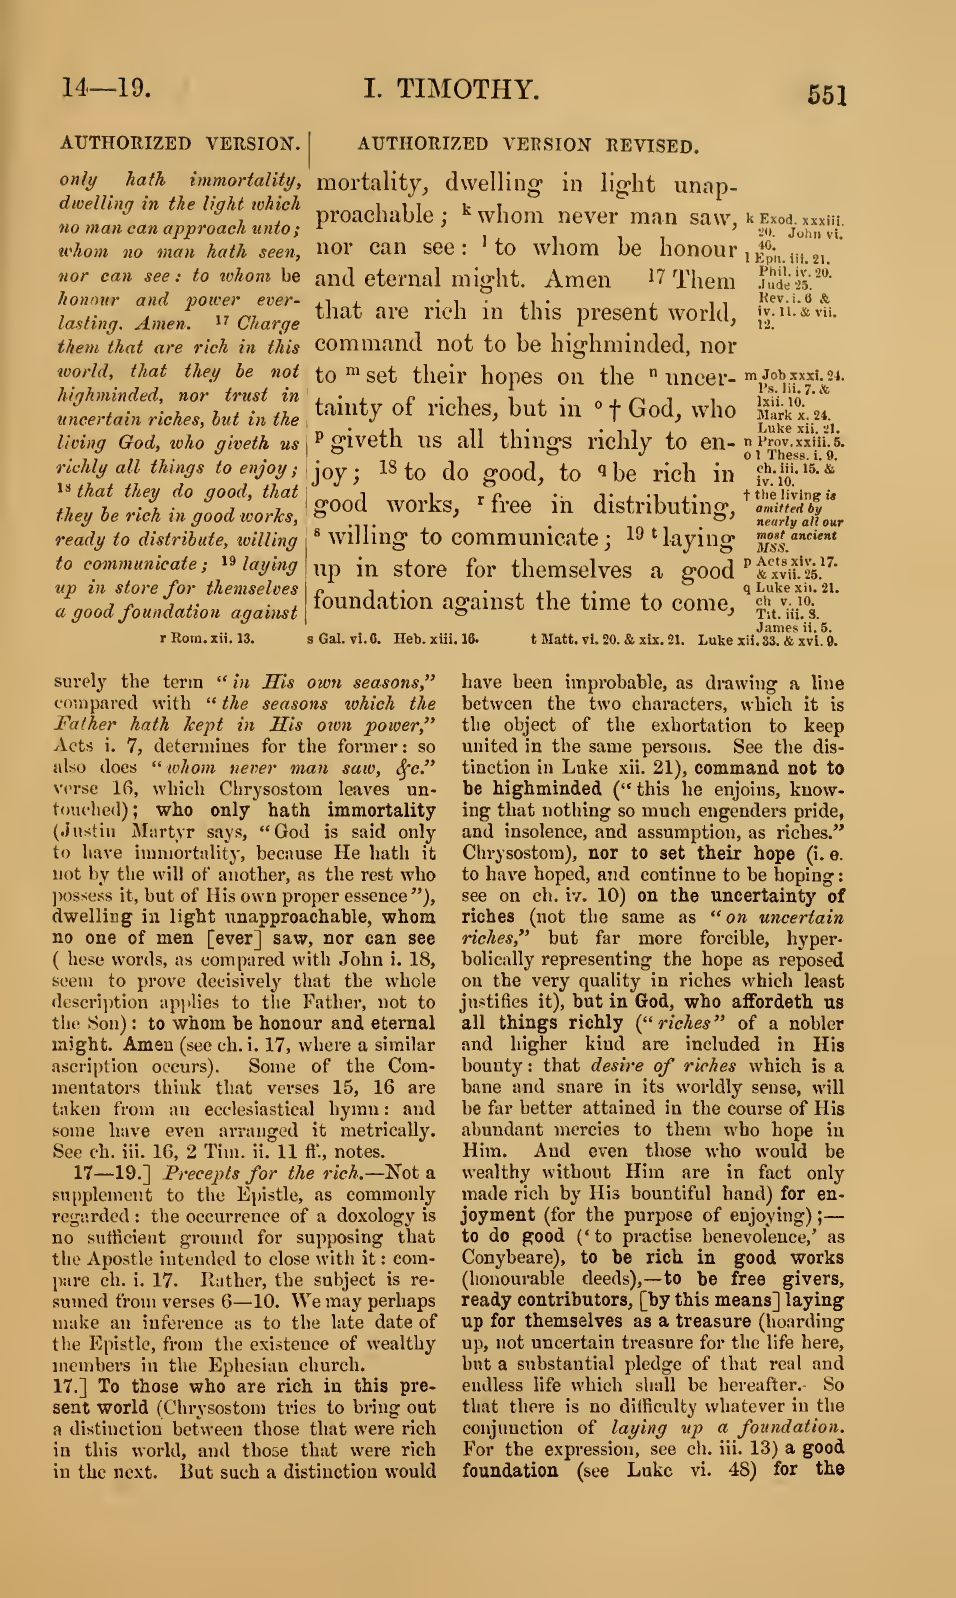 14—19.
I. TIMOTHY.
551
AUTHORIZED VERSION.
only hath immortality,
dwelling in the light which
no man can approach unto;
whom no man hath seen,
nor can see: to whom be
honour and power ever-
lasting. Amen. 17 Charge
them that are rich in this
world, that they be not
highminded, nor trust in
uncertain riches, but in the
living God, who giveth us
richly all things to enjoy;
18 that they do good, that
they be rich in good works,
ready to distribute, willing
to communicate; 19 laying
up in store for themselves
a good foundation against
AUTHORIZED VERSION REVISED.
mortality, dwelling in light unap-
proachable; k whom never man saw,
nor can see: l to whom be honour
and eternal might. Amen 17 Them
that are rich in this present world,
command not to be highminded, nor
to m set their hopes on the n uncer-
tainty of riches, but in o † God, who
p giveth us all things richly to en-
joy; 18 to do good, to q be rich in
good works, r free in distributing,
s willing to communicate; 19 t laying
up in store for themselves a good
foundation against the time to come,
k Exod. xxxiii.
20. John vi.
46.
l Eph. iii. 21.
Phil. iv. 20.
Jude 25.
Rev. i. 6 &
iv. 11. & vii.
12.
m Job xxxi. 24.
Ps. lii. 7. &
lxii. 10.
Mark x. 24.
Luke xii. 21.
n Prov. xxiii. 5.
o 1 Thess. i. 9.
ch. iii. 15. &
iv. 10.
† the living is
omitted by
nearly all our
most ancient
MSS.
p Acts xiv. 17.
& xvii. 25.
q Luke xii. 21.
ch v. 10.
Tit. iii. 8.
James ii. 5.
r Rom. xii. 13. s Gal. vi. 6. Heb. xiii. 16. t Matt. vi. 20. & xix. 21. Luke xii. 33. & xvi. 9.
surely the term “in His own seasons,”
compared with “the seasons which the
Father hath kept in His own power,”
Acts i. 7, determines for the former: so
also does “whom never man saw, &c.”
verse 16, which Chrysostom leaves un-
touched); who only hath immortality
(Justin Martyr says, “God is said only
to have immortality, because He hath it
not by the will of another, as the rest who
possess it, but of His own proper essence”),
dwelling in light unapproachable, whom
no one of men [ever] saw, nor can see
( hese words, as compared with John i. 18,
seem to prove decisively that the whole
description applies to the Father, not to
the Son): to whom be honour and eternal
might. Amen (see ch. i. 17, where a similar
ascription occurs). Some of the Com-
mentators think that verses 15, 16 are
taken from an ecclesiastical hymn: and
some have even arranged it metrically.
See ch. iii. 16, 2 Tim. ii. 11 ff., notes.
17—19.] Precepts for the rich.—Not a
supplement to the Epistle, as commonly
regarded: the occurrence of a doxology is
no sufficient ground for supposing that
the Apostle intended to close with it: com-
pare ch. i. 17. Rather, the subject is re-
sumed from verses 6—10. We may perhaps
make an inference as to the late date of
the Epistle, from the existence of wealthy
members in the Ephesian church.
17.] To those who are rich in this pre-
sent world (Chrysostom tries to bring out
a distinction between those that were rich
in this world, and those that were rich
in the next. But such a distinction would
have been improbable, as drawing a line
between the two characters, which it is
the object of the exhortation to keep
united in the same persons. See the dis-
tinction in Luke xii. 21), command not to
be highminded (“this he enjoins, know-
ing that nothing so much engenders pride,
and insolence, and assumption, as riches.”
Chrysostom), nor to set their hope (i. e.
to have hoped, and continue to be hoping:
see on ch. iv. 10) on the uncertainty of
riches (not the same as “on uncertain
riches,” but far more forcible, hyper-
bolically representing the hope as reposed
on the very quality in riches which least
justifies it), but in God, who affordeth us
all things richly (“riches” of a nobler
and higher kind are included in His
bounty: that desire of riches which is a
bane and snare in its worldly sense, will
be far better attained in the course of His
abundant mercies to them who hope in
Him. And even those who would be
wealthy without Him are in fact only
made rich by His bountiful hand) for en-
joyment (for the purpose of enjoying);—
to do good (‘to practise benevolence,’ as
Conybeare), to be rich in good works
(honourable deeds),—to be free givers,
ready contributors, [by this means] laying
up for themselves as a treasure (hoarding
up, not uncertain treasure for the life here,
but a substantial pledge of that real and
endless life which shall be hereafter. So
that there is no difficulty whatever in the
conjunction of laying up a foundation.
For the expression, see ch. iii. 13) a good
foundation (see Luke vi. 48) for the